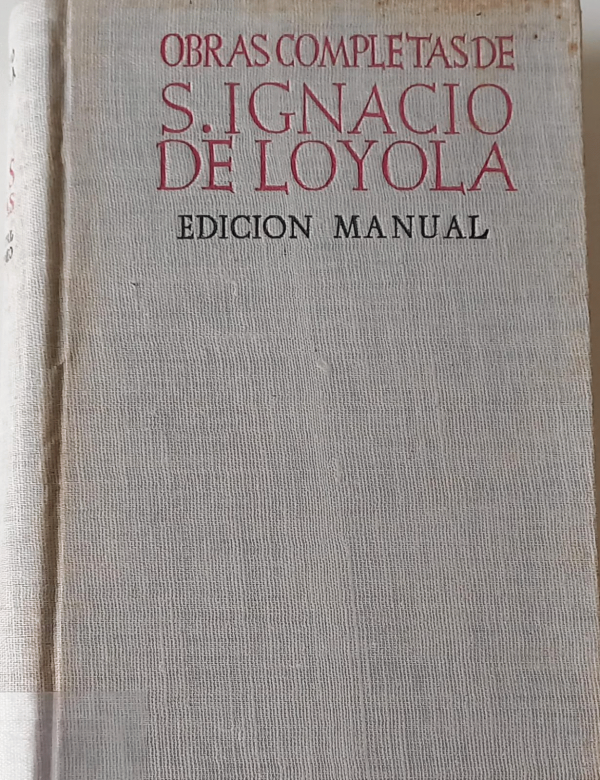 OBRAS COMPLETAS DE
S. IGNACIO
DE LOYOLA
EDICION MANUAL